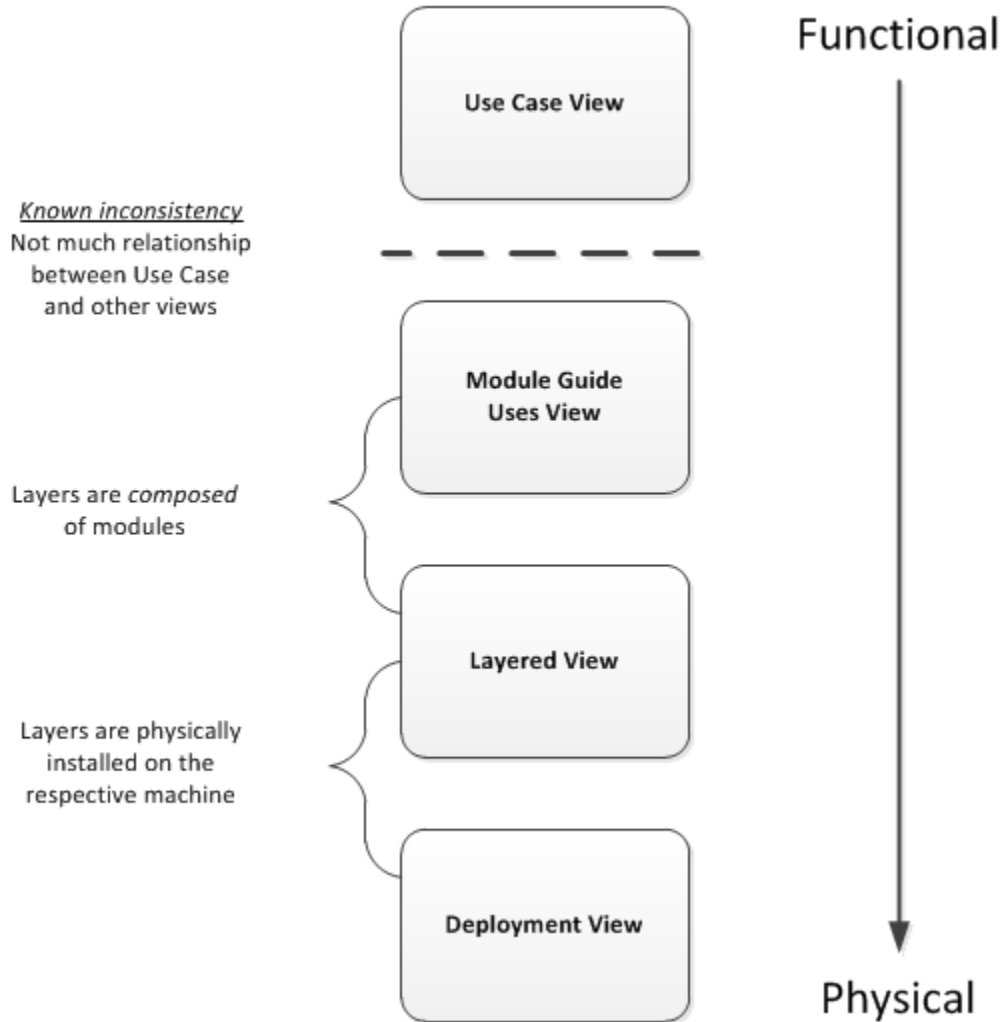 Functional
Use Case View
Known inconsistency
Not much relationship
between Use Case
and other views
Module Guide
Uses View
Layers are composed
of modules
Layered View
Layers are physically
installed on the
respective machine
Deployment View
Physical